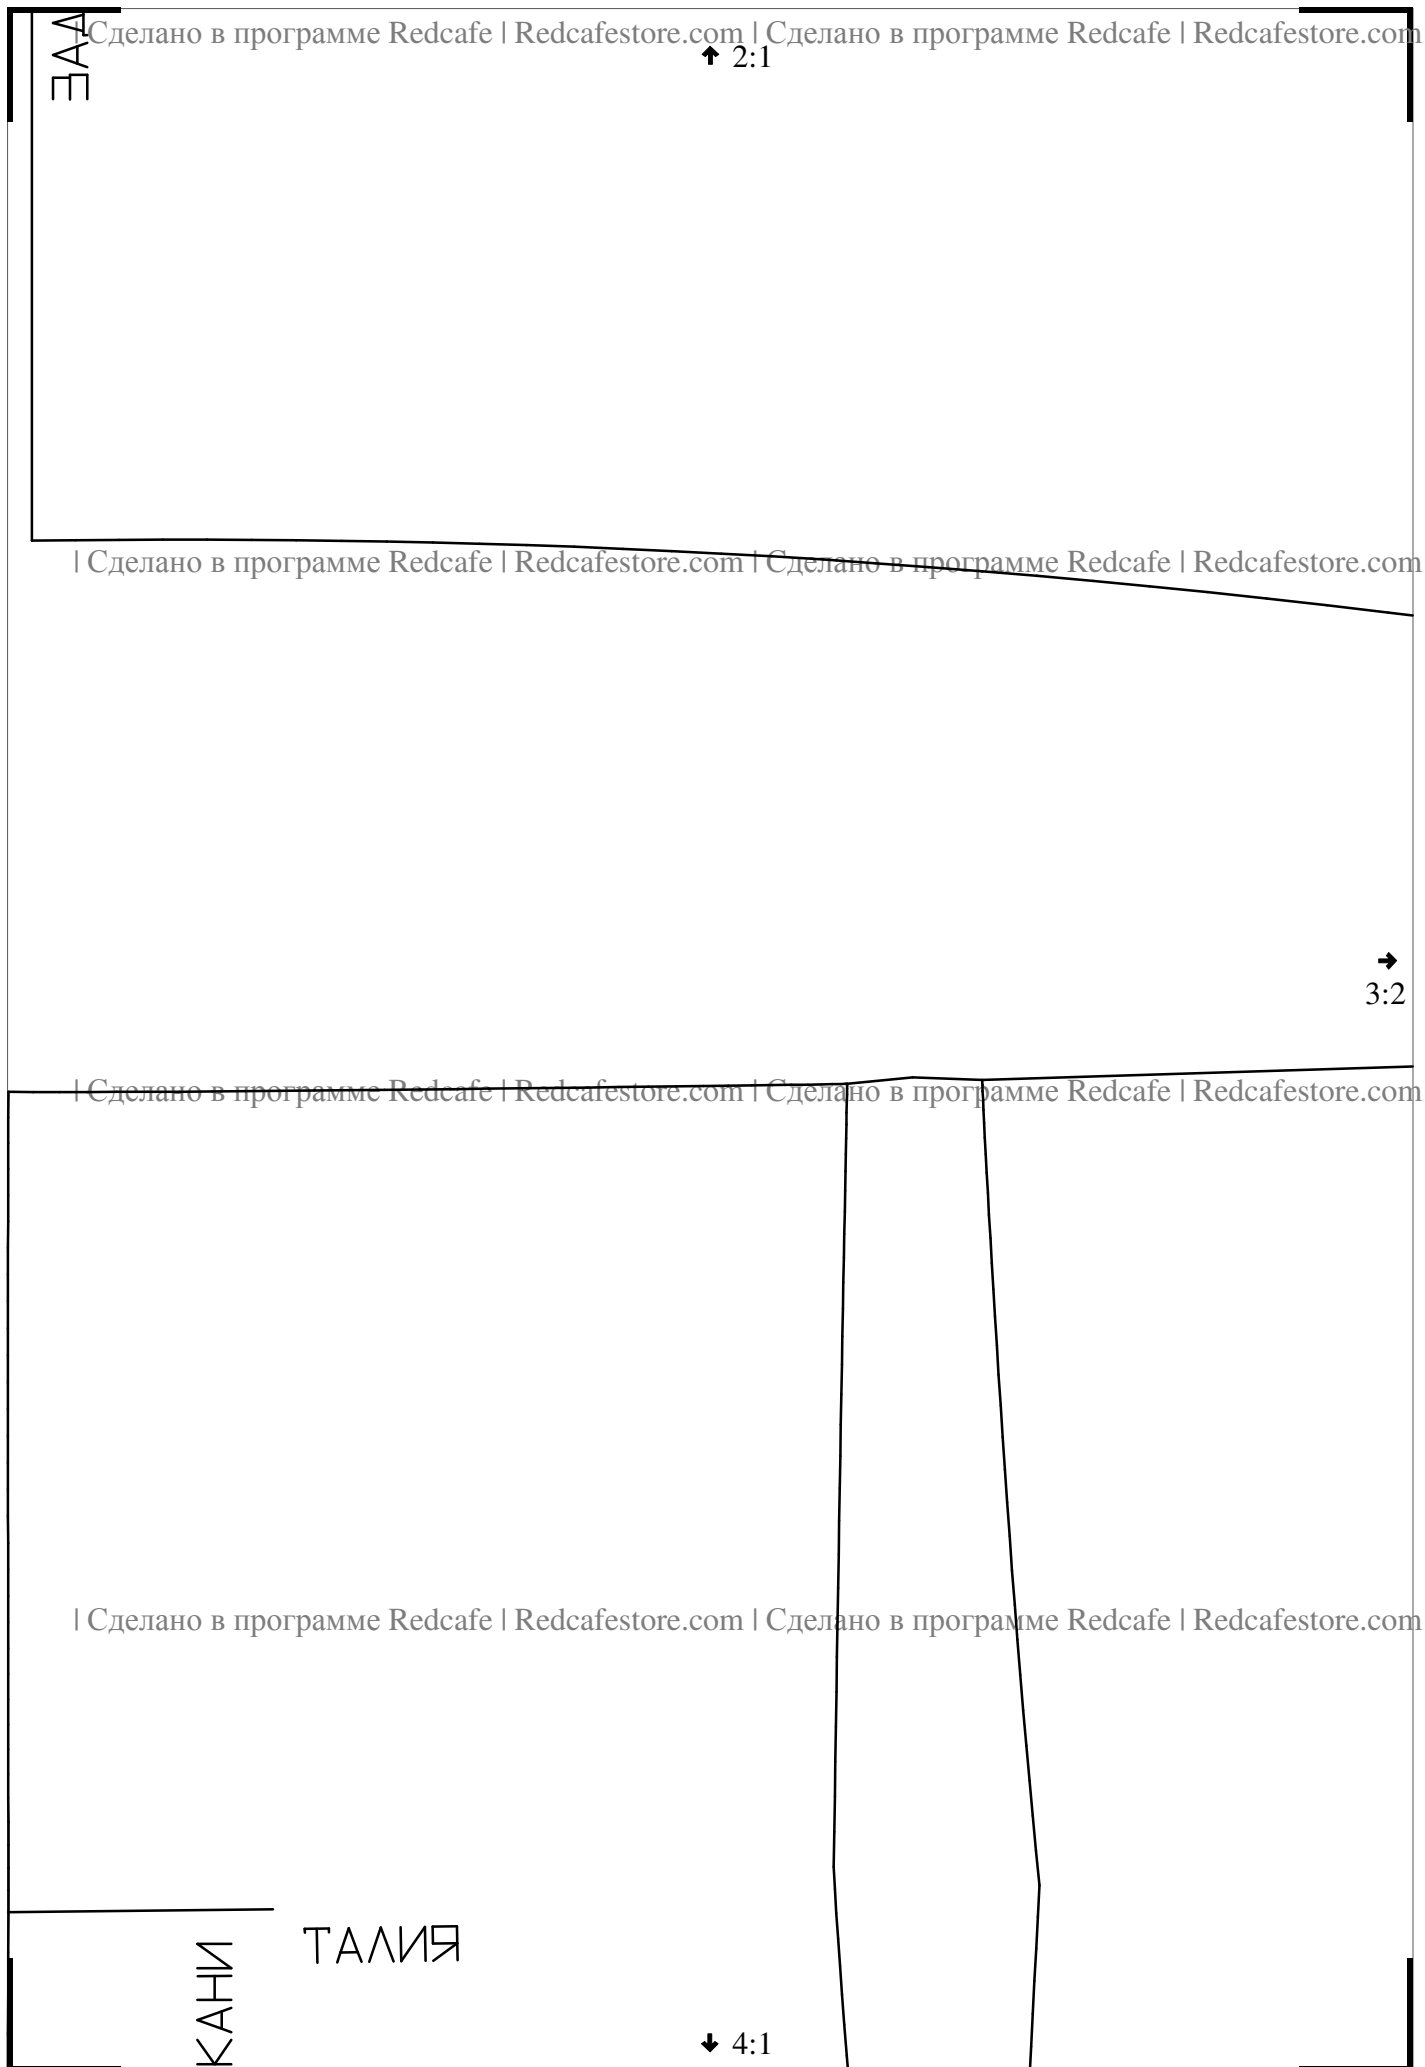 | Сделано в программе Redcafe | Redcafestore.com | Сделано в программе Redcafe | Redcafestore.com
2:1
| Сделано в программе Redcafe | Redcafestore.com | Сделано в программе Redcafe | Redcafestore.com
3:2
| Сделано в программе Redcafe | Redcafestore.com | Сделано в программе Redcafe | Redcafestore.com
| Сделано в программе Redcafe | Redcafestore.com | Сделано в программе Redcafe | Redcafestore.com
ТАЛИЯ
КАНИ
4:1